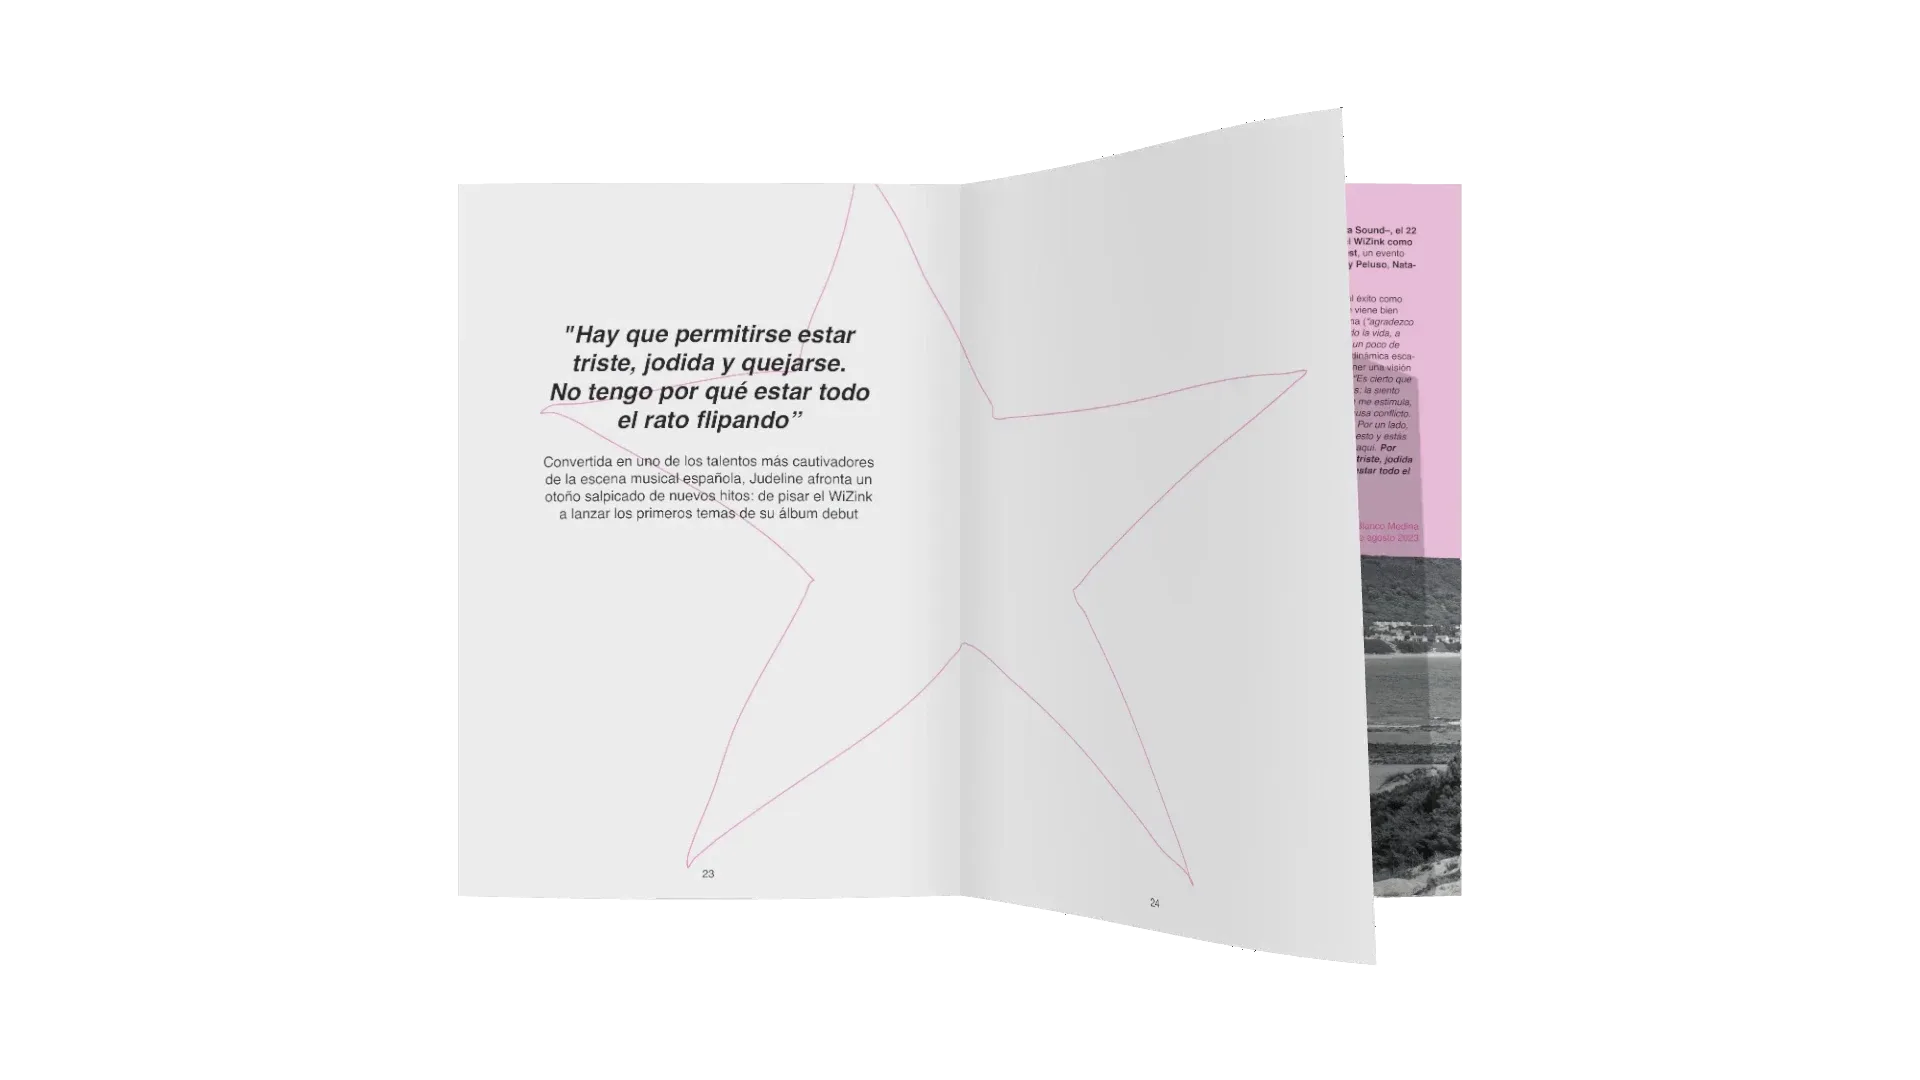 "Hay que permitirse estar
triste, jodida y quejarse.
No tengo por qué estar todo
el rato flipando”
Convertida en uno de los talentos más cautivadores
de la escena musical española, Judeline afronta un
otoño salpicado de nuevos hitos: de pisar el WiZink
a lanzar los primeros temas de su álbum debut
23
24
a Sound–, el 22
WiZink como
un evento
y Peluso, Nata-
éxito como
viene bien
("agradezco
la vida, a
un poco de
dinámica esca-
una visión
"Es cierto que
la siento
me estimula,
conflicto.
Por un lado,
esto y estás
aquí. Por
triste, jodida
estar todo el
Blanco Medina
agosto 2023